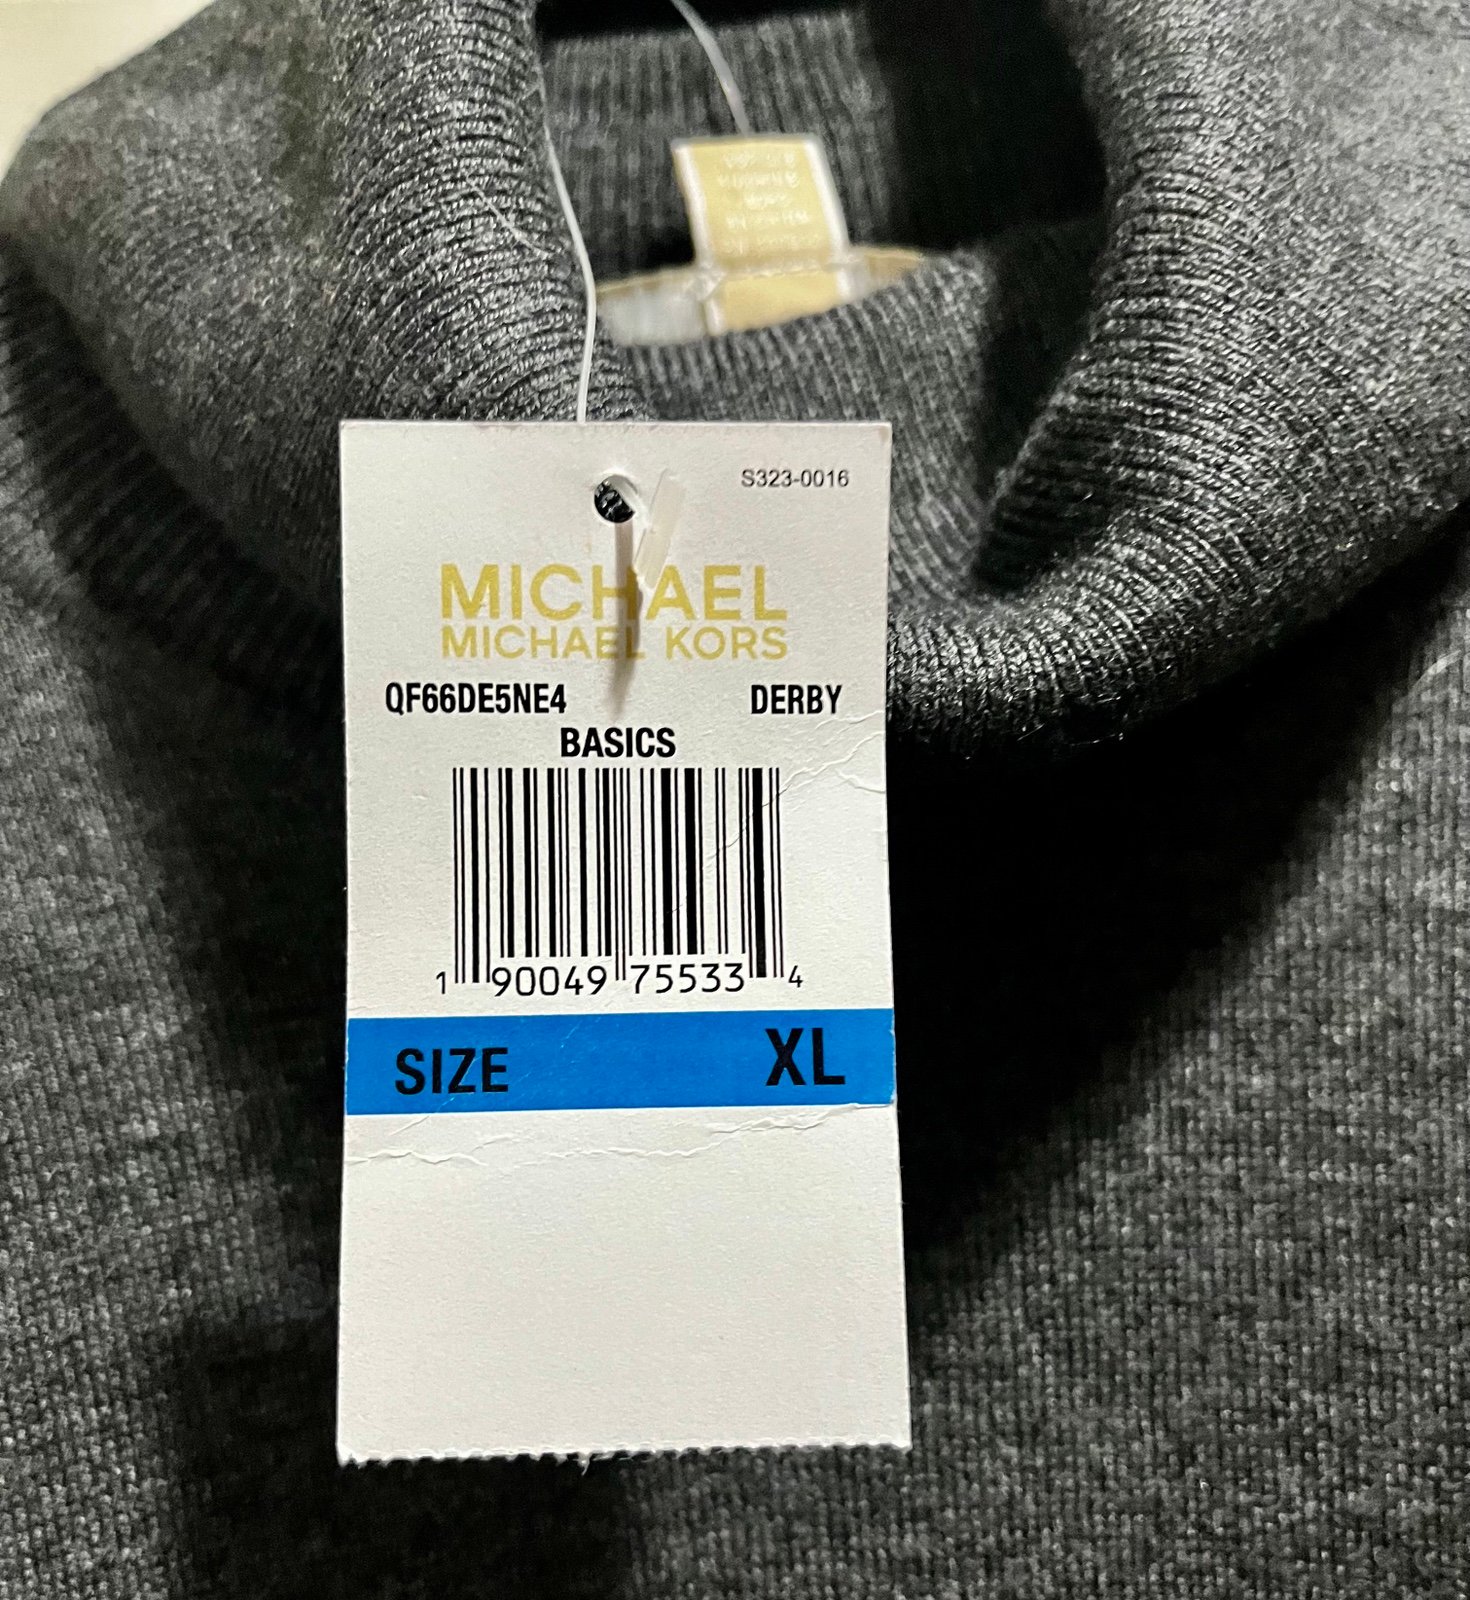 S323-0016
MICHAEL
MICHAEL KORS
QF66DE5NE4 DERBY
BASICS
1 90049 75533 4
SIZE XL